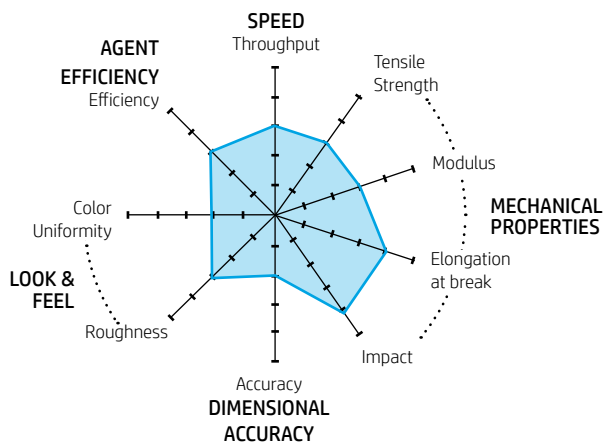 SPEED
Throughput
AGENT
EFFICIENCY
Efficiency
Tensile
Strength
Modulus
MECHANICAL
PROPERTIES
Elongation
at break
Impact
Color
Uniformity
LOOK &
FEEL
Roughness
Accuracy
DIMENSIONAL
ACCURACY